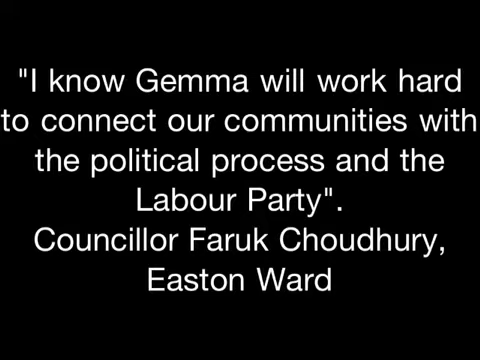 "I know Gemma will work hard
to connect our communities with
the political process and the
Labour Party".
Councillor Faruk Choudhury,
Easton Ward